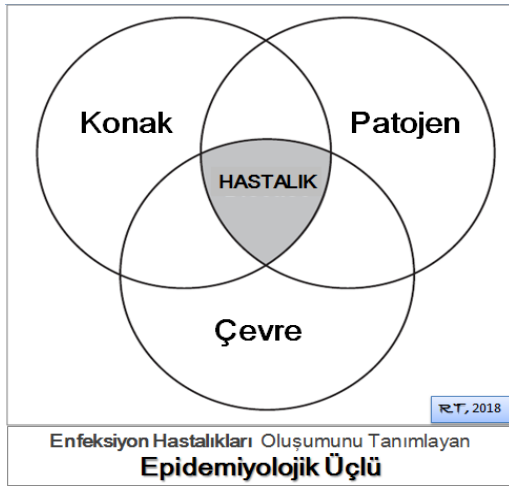 Konak
Patojen
HASTALIK
Çevre
RT, 2018
Enfeksiyon Hastalıkları Oluşumunu Tanımlayan
Epidemiyolojik Üçlü